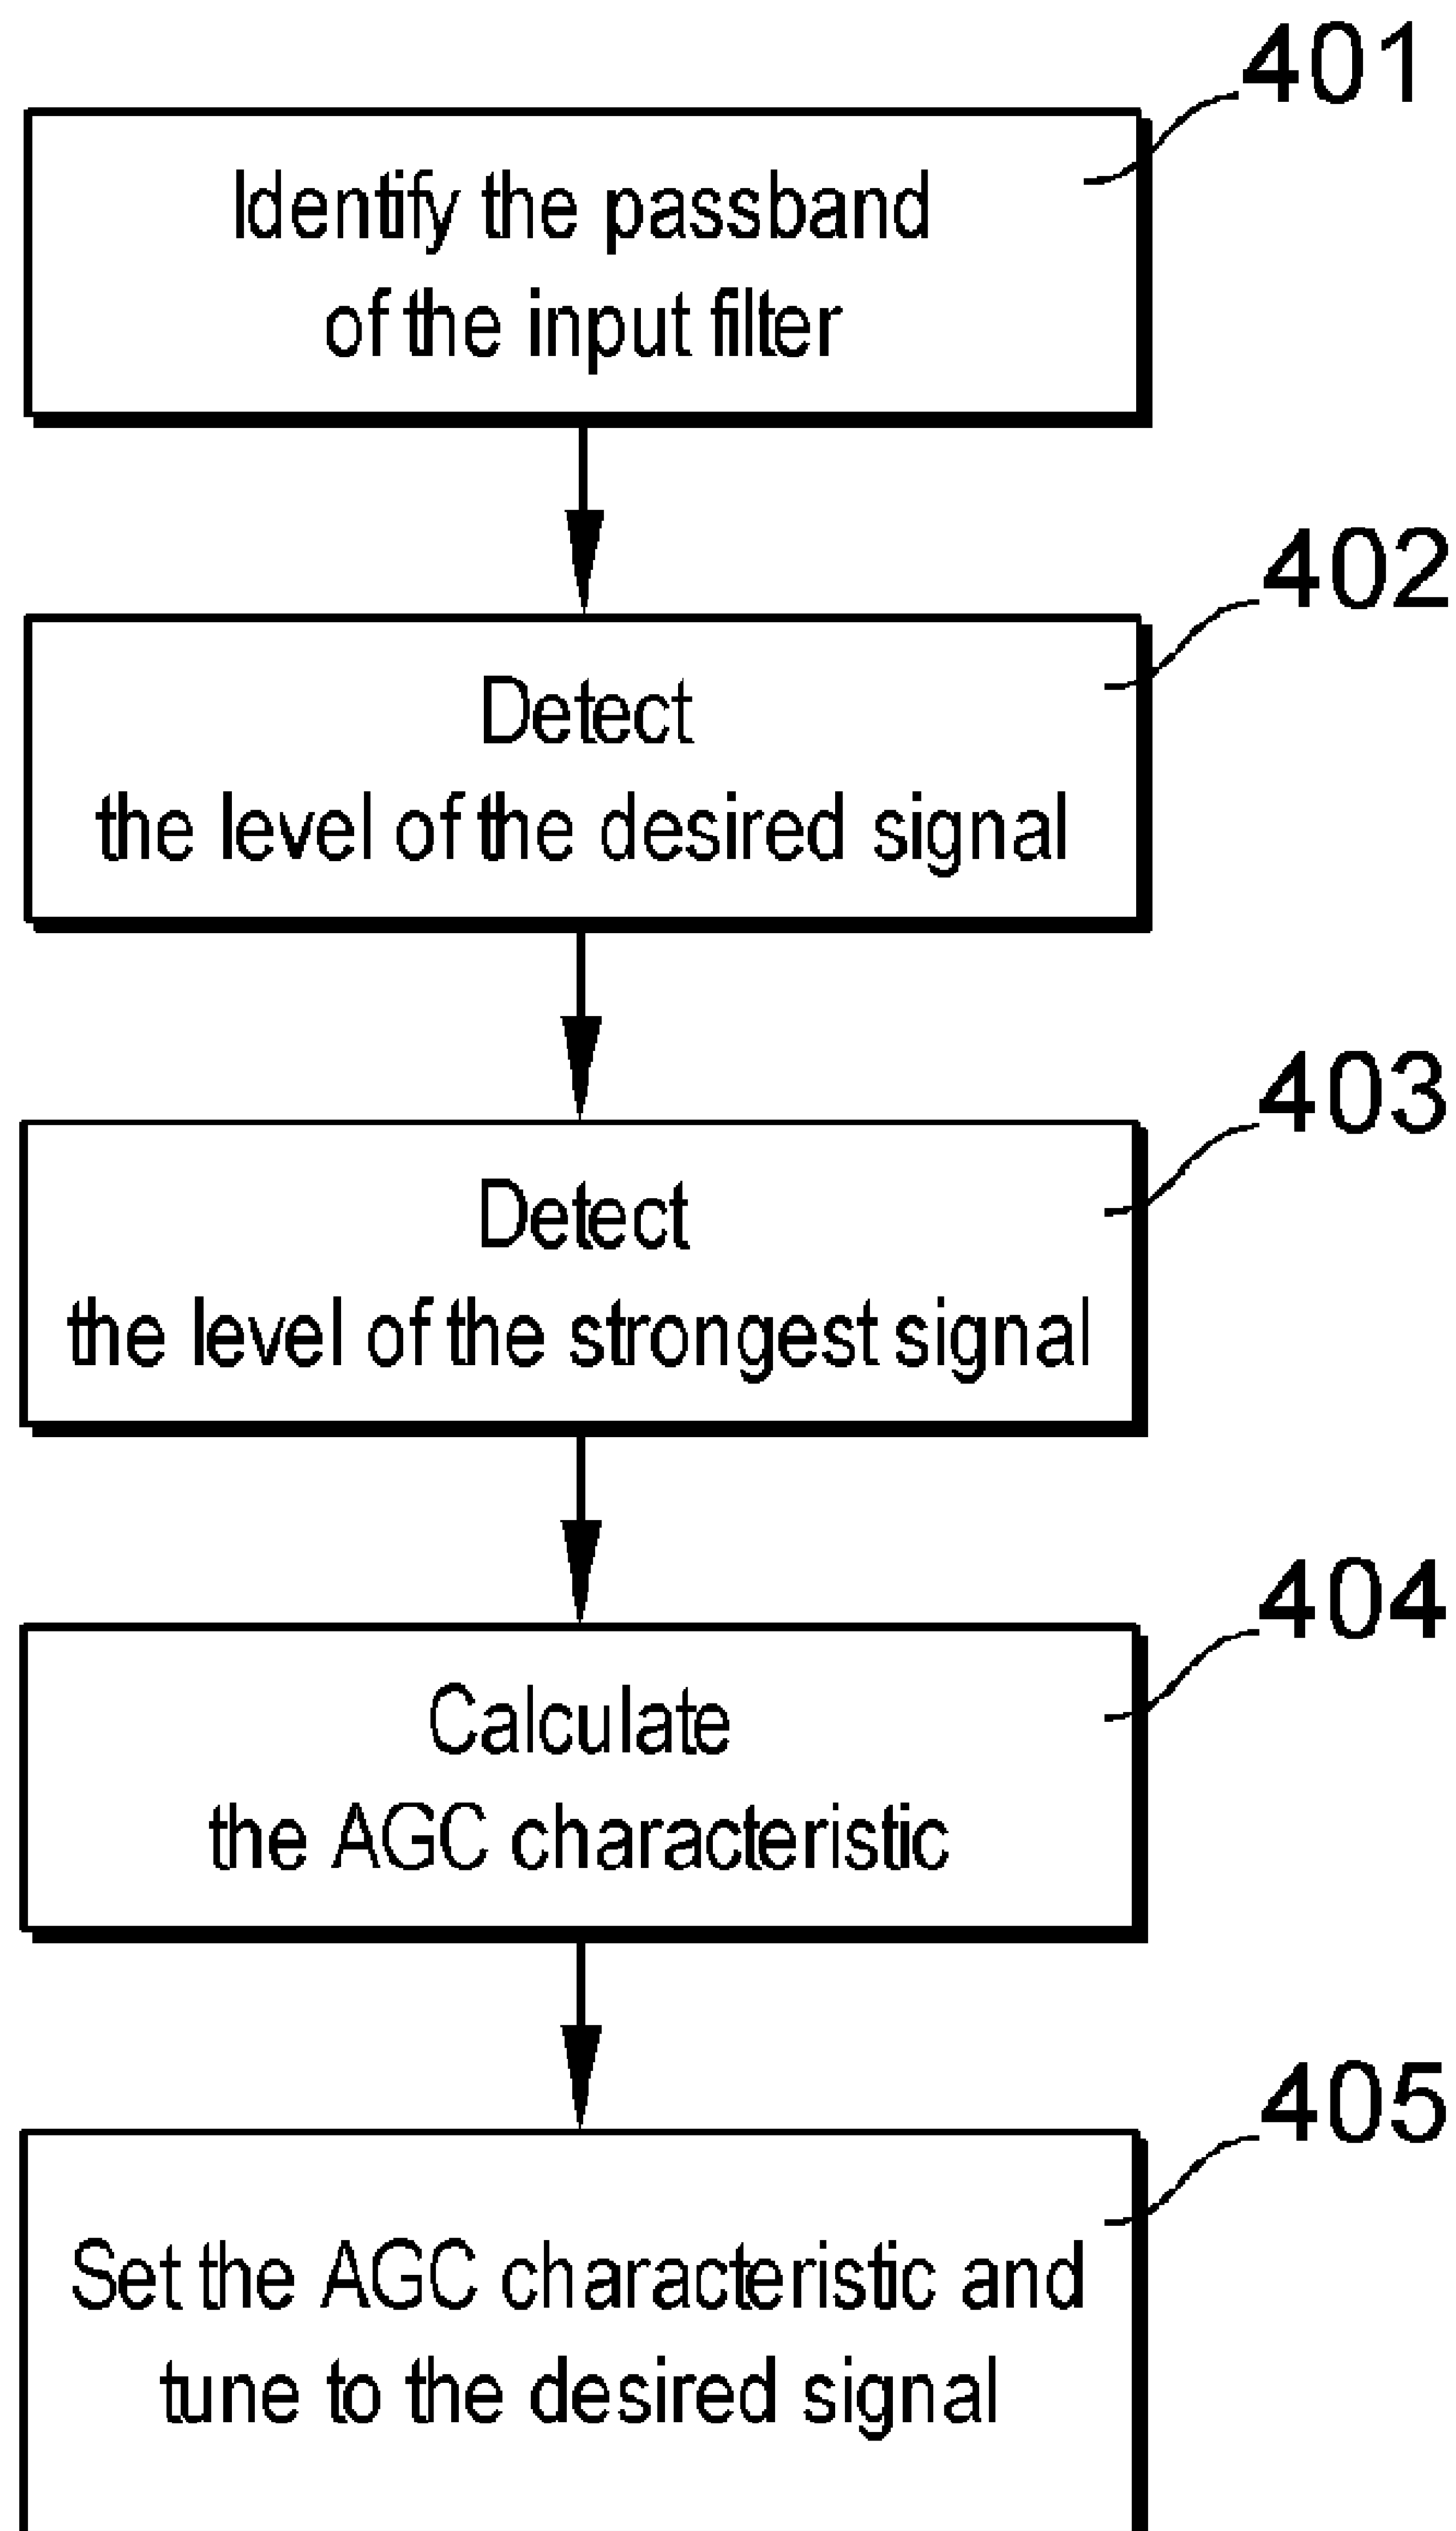 401
Identify the passband
of the input filter
402
Detect
the level of the desired signal
403
Detect
the level of the strongest signal
404
Calculate
the AGC characteristic
405
Set the AGC characteristic and
tune to the desired signal